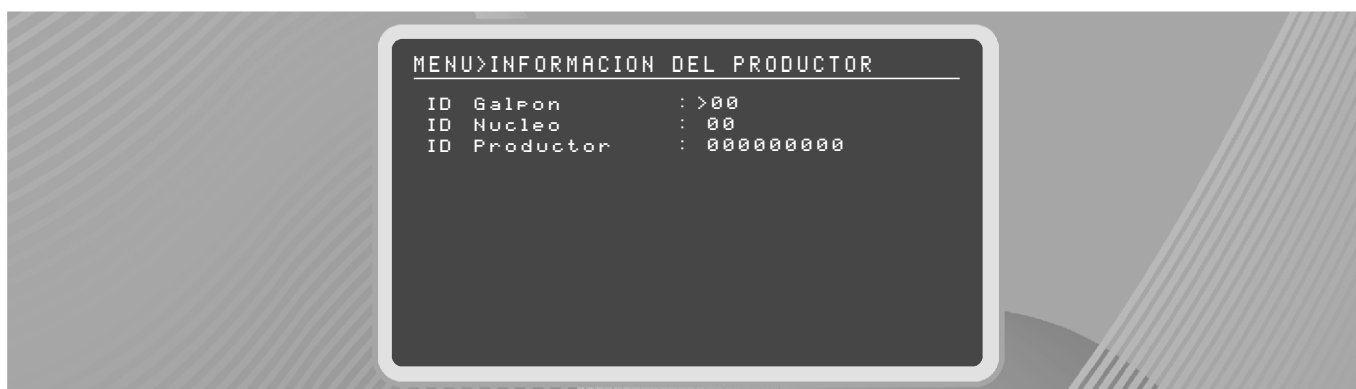 MENU>INFORMACION DEL PRODUCTOR
ID Galpon : >00
ID Nucleo : 00
ID Productor : 000000000